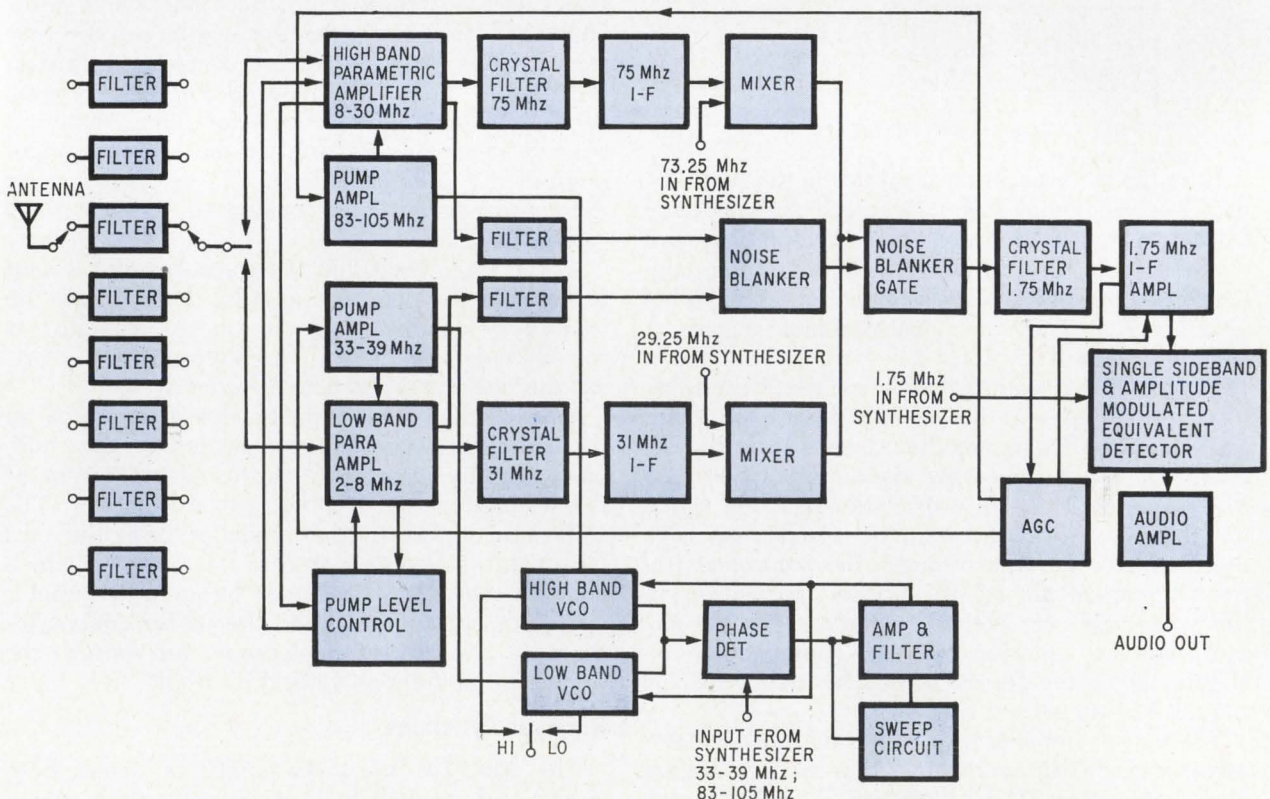 FILTER
FILTER
ANTENNA
FILTER
FILTER
FILTER
FILTER
FILTER
FILTER
HIGH BAND
PARAMETRIC
AMPLIFIER
8-30 Mhz
CRYSTAL
FILTER
75 Mhz
75 Mhz
I-F
MIXER
73.25 Mhz
IN FROM
SYNTHESIZER
PUMP
AMPL
83-105 Mhz
FILTER
FILTER
NOISE
BLANKER
NOISE
BLANKER
GATE
CRYSTAL
FILTER
1.75 Mhz
1.75 Mhz
I-F
AMPL
PUMP
AMPL
33-39 Mhz
29.25 Mhz
IN FROM SYNTHESIZER
1.75 Mhz
IN FROM
SYNTHESIZER
SINGLE SIDEBAND
& AMPLITUDE
MODULATED
EQUIVALENT
DETECTOR
LOW BAND
PARA
AMPL
2-8 Mhz
CRYSTAL
FILTER
31 Mhz
31 Mhz
I-F
MIXER
AGC
AUDIO
AMPL
AUDIO OUT
PUMP LEVEL
CONTROL
HIGH BAND
VCO
LOW BAND
VCO
PHASE
DET
AMP &
FILTER
SWEEP
CIRCUIT
HI
LO
INPUT FROM
SYNTHESIZER
33-39 Mhz;
83-105 Mhz